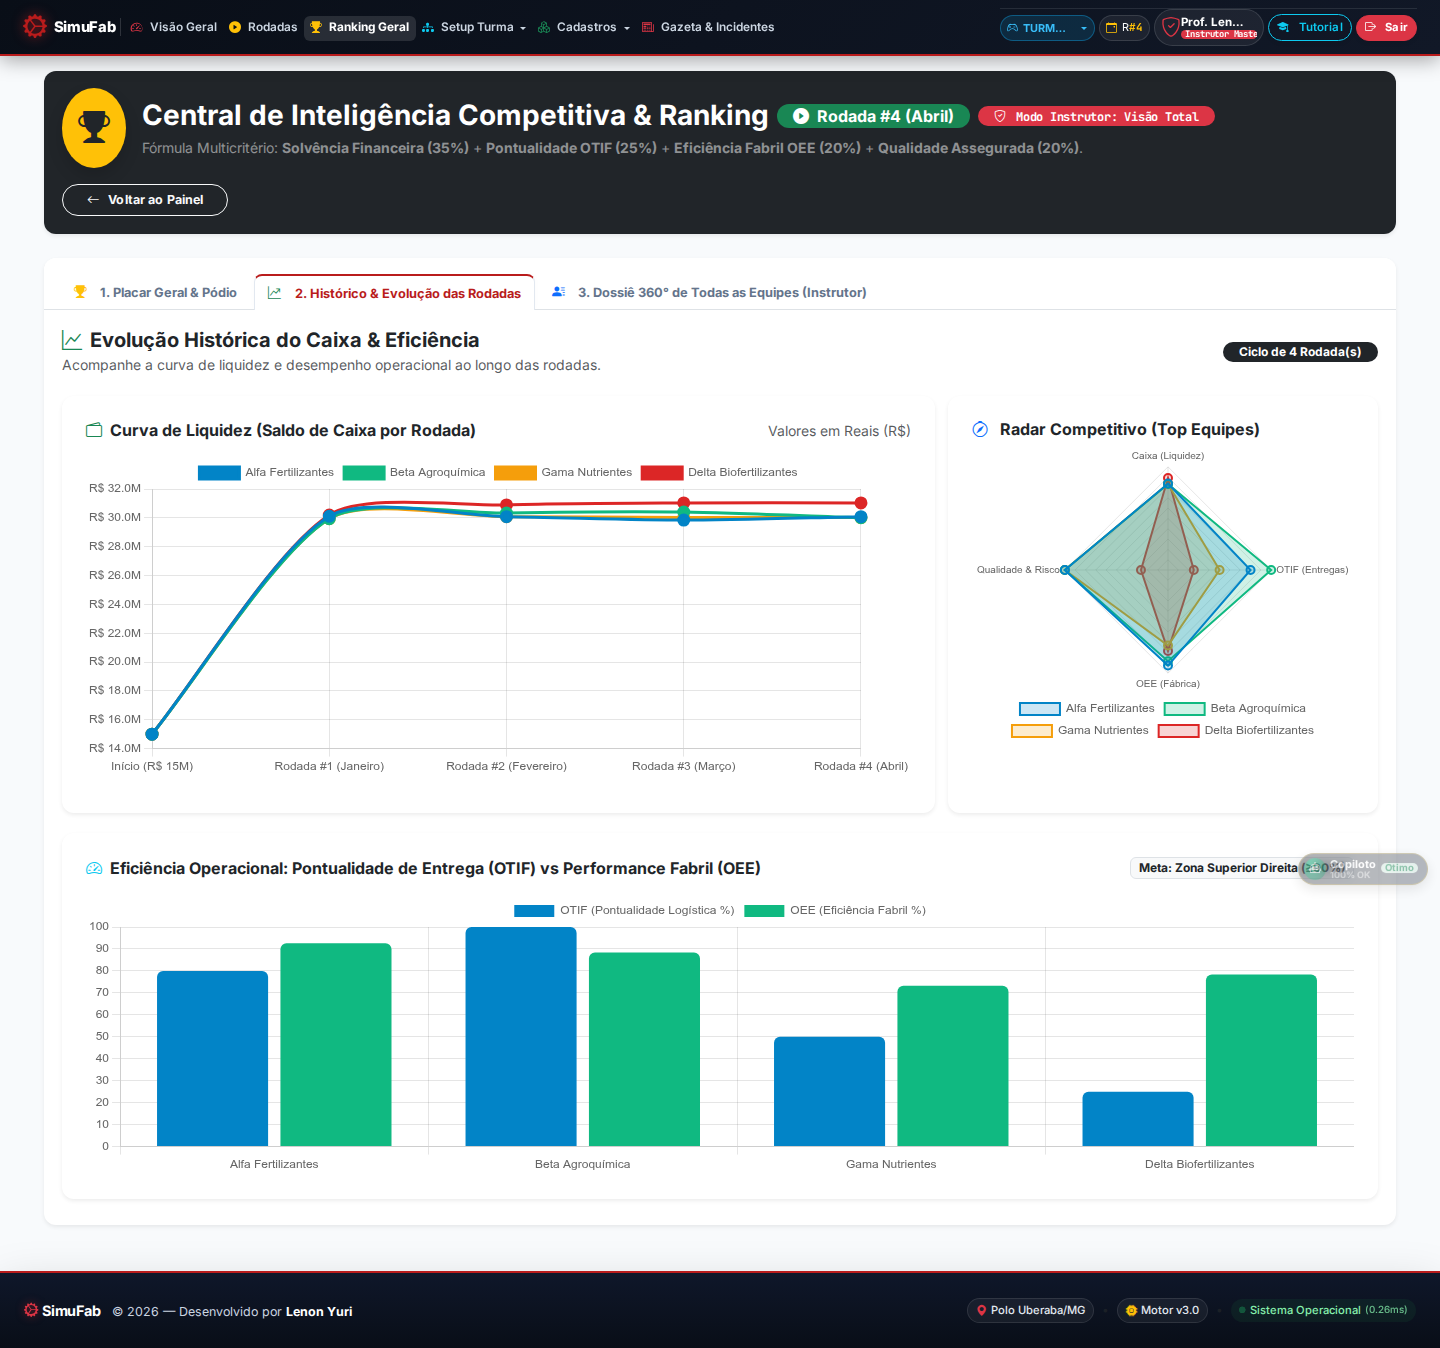 SimuFab
Visão Geral
Rodadas
Ranking Geral
Setup Turma
Cadastros
Gazeta & Incidentes
TURM...
R#4
Prof. Len...
Instrutor Maste
Tutorial
Sair
Central de Inteligência Competitiva & Ranking
Rodada #4 (Abril)
Modo Instrutor: Visão Total
Fórmula Multicritério: Solvência Financeira (35%) + Pontualidade OTIF (25%) + Eficiência Fabril OEE (20%) + Qualidade Assegurada (20%).
Voltar ao Painel
1. Placar Geral & Pódio
2. Histórico & Evolução das Rodadas
3. Dossiê 360° de Todas as Equipes (Instrutor)
Evolução Histórica do Caixa & Eficiência
Acompanhe a curva de liquidez e desempenho operacional ao longo das rodadas.
Ciclo de 4 Rodada(s)
Curva de Liquidez (Saldo de Caixa por Rodada)
Valores em Reais (R$)
Alfa Fertilizantes
Beta Agroquímica
Gama Nutrientes
Delta Biofertilizantes
R$ 32.0M
R$ 30.0M
R$ 28.0M
R$ 26.0M
R$ 24.0M
R$ 22.0M
R$ 20.0M
R$ 18.0M
R$ 16.0M
R$ 14.0M
Início (R$ 15M)
Rodada #1 (Janeiro)
Rodada #2 (Fevereiro)
Rodada #3 (Março)
Rodada #4 (Abril)
Radar Competitivo (Top Equipes)
Caixa (Liquidez)
Qualidade & Risco
OTIF (Entregas)
OEE (Fábrica)
Alfa Fertilizantes
Beta Agroquímica
Gama Nutrientes
Delta Biofertilizantes
Eficiência Operacional: Pontualidade de Entrega (OTIF) vs Performance Fabril (OEE)
Meta: Zona Superior Direita
Copiloto
100% OK
Ótimo
OTIF (Pontualidade Logística %)
OEE (Eficiência Fabril %)
100
90
80
70
60
50
40
30
20
10
0
Alfa Fertilizantes
Beta Agroquímica
Gama Nutrientes
Delta Biofertilizantes
SimuFab
© 2026 — Desenvolvido por Lenon Yuri
Polo Uberaba/MG
Motor v3.0
Sistema Operacional (0.26ms)